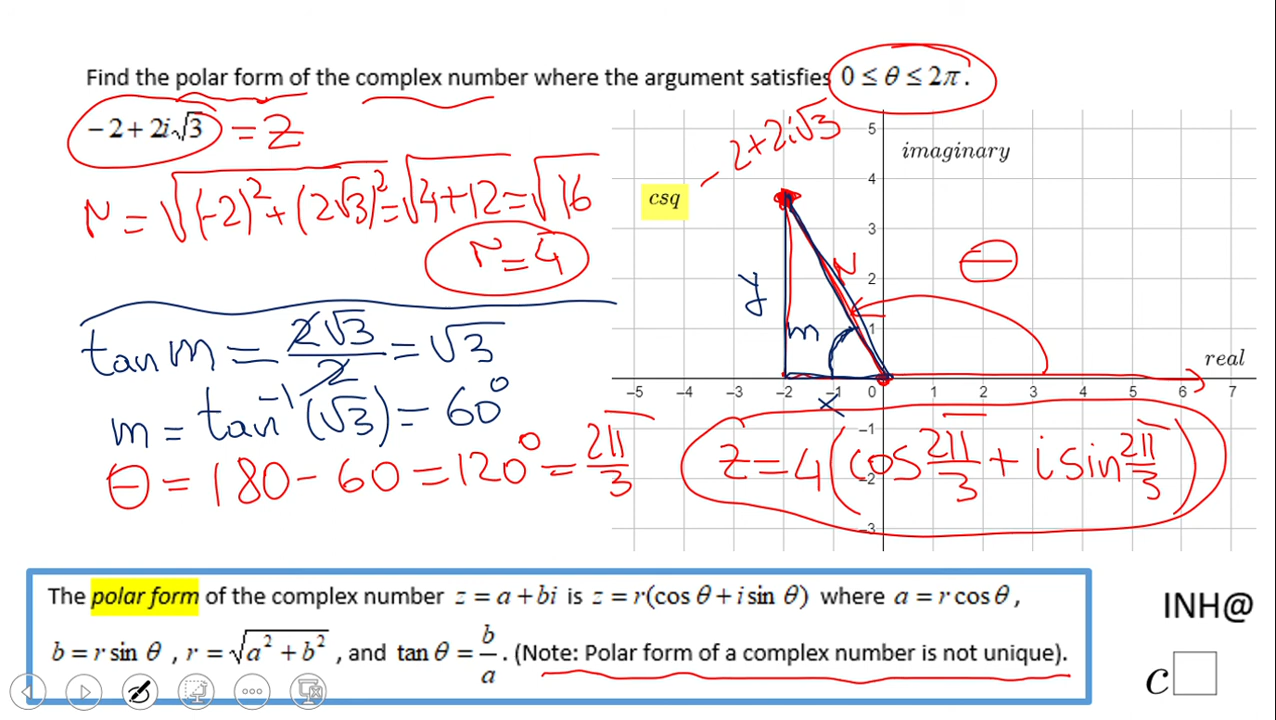 Find the polar form of the complex number where the argument satisfies 0 ≤ θ ≤ 2π.
-2 + 2i√3 = z
r = √((-2)² + (2√3)²) = √(4+12) = √16
r = 4
tan m = 2√3/2 = √3
m = tan⁻¹(√3) = 60°
θ = 180 - 60 = 120° = 2π/3
-2+2i√3
csq
imaginary
real
5
4
3
2
1
-5 -4 -3 -2 -1 0 1 2 3 4 5 6 7
-1
-2
-3
y
m
x
r
θ
z = 4(cos 2π/3 + i sin 2π/3)
The polar form of the complex number z = a + bi is z = r(cos θ + i sin θ) where a = r cos θ,
b = r sin θ , r = √(a² + b²) , and tan θ = b/a . (Note: Polar form of a complex number is not unique).
INH@
c